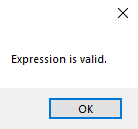 Expression is valid.
OK